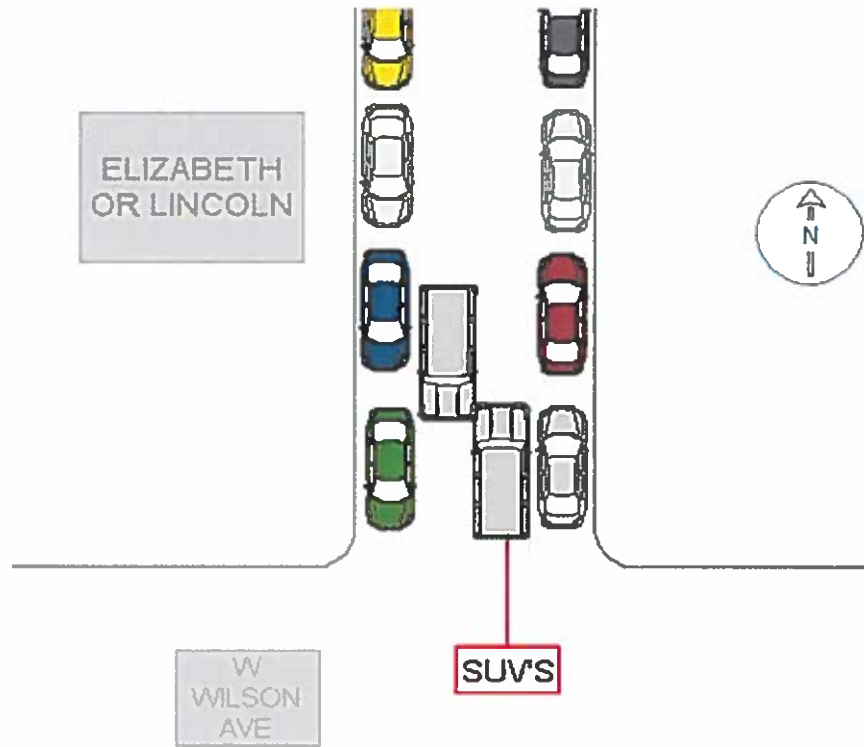 ELIZABETH
OR LINCOLN
N
SUV'S
W
WILSON
AVE